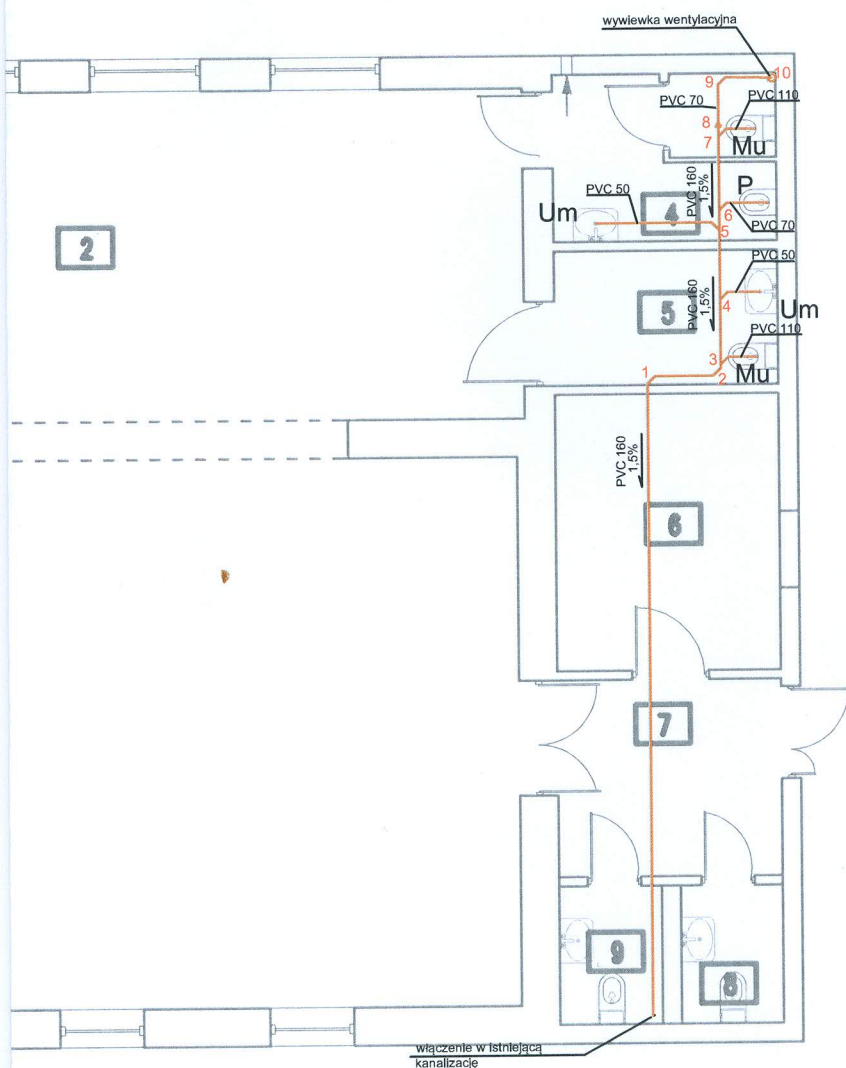 wywiewka wentylacyjna
10
9
PVC 70
PVC 110
8
7
Mu
PVC 160
1,5%
P
PVC 50
Um
4
6
PVC 70
5
2
PVC 50
PVC 160
1,5%
5
4
Um
PVC 110
3
1
2
Mu
PVC 160
1,5%
6
7
9
8
włączenie w istniejącą
kanalizację